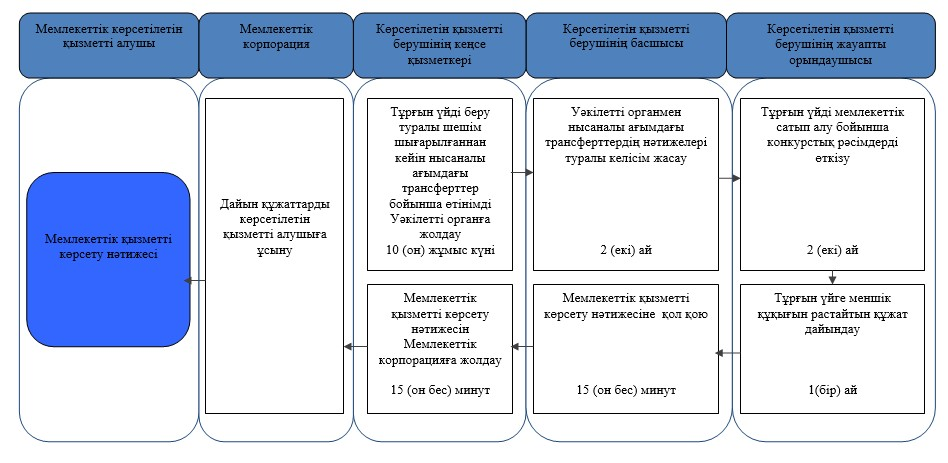 Мемлекеттік көрсетілетін
қызметті алушы
Мемлекеттік
корпорация
Көрсетілетін қызметті
берушінің кеңсе
қызметкері
Көрсетілетін қызметті
берушінің басшысы
Көрсетілетін қызметті
берушінің жауапты
орындаушысы
Мемлекеттік қызметті
көрсету нәтижесі
Дайын құжаттарды
көрсетілетін
қызметті алушыға
ұсыну
Тұрғын үйді беру
туралы шешім
шығарылғаннан
кейін нысаналы
ағымдағы
трансферттер
бойынша өтінімді
Уәкілетті органға
жолдау
10 (он) жұмыс күні
Уәкілетті органмен
нысаналы ағымдағы
трансферттердің нәтижелері
туралы келісім жасау
2 (екі) ай
Тұрғын үйді мемлекеттік
сатып алу бойынша
конкурстық рәсімдерді
өткізу
2 (екі) ай
Мемлекеттік
қызметті көрсету
нәтижесін
Мемлекеттік
корпорацияға жолдау
15 (он бес) минут
Мемлекеттік қызметті
көрсету нәтижесіне қол қою
15 (он бес) минут
Тұрғын үйге меншік
құқығын растайтын құжат
дайындау
1(бір) ай